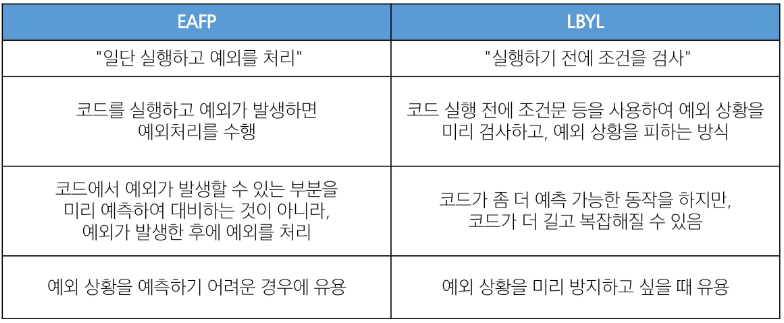 EAFP
LBYL
"일단 실행하고 예외를 처리"
"실행하기 전에 조건을 검사"
코드를 실행하고 예외가 발생하면
예외처리를 수행
코드 실행 전에 조건문 등을 사용하여 예외 상황을
미리 검사하고, 예외 상황을 피하는 방식
코드에서 예외가 발생할 수 있는 부분을
미리 예측하여 대비하는 것이 아니라,
예외가 발생한 후에 예외를 처리
코드가 좀 더 예측 가능한 동작을 하지만,
코드가 더 길고 복잡해질 수 있음
예외 상황을 예측하기 어려운 경우에 유용
예외 상황을 미리 방지하고 싶을 때 유용